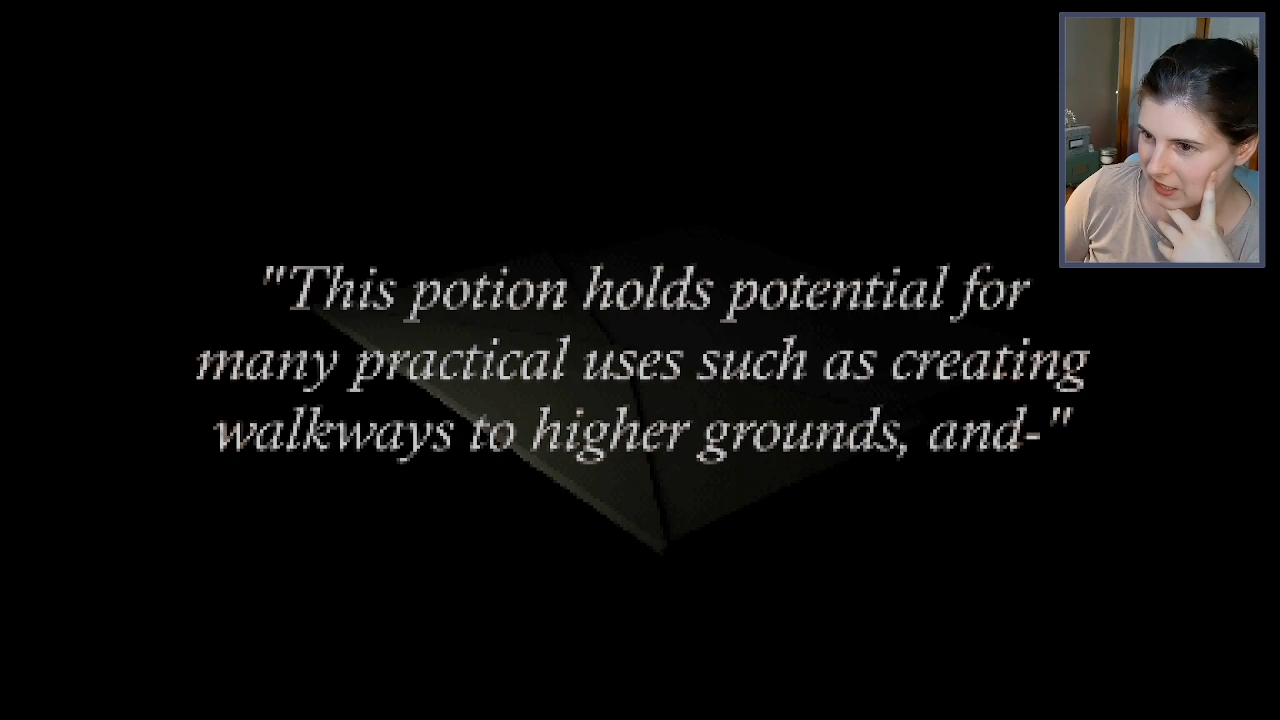 "This potion holds potential for
many practical uses such as creating
walkways to higher grounds, and-"